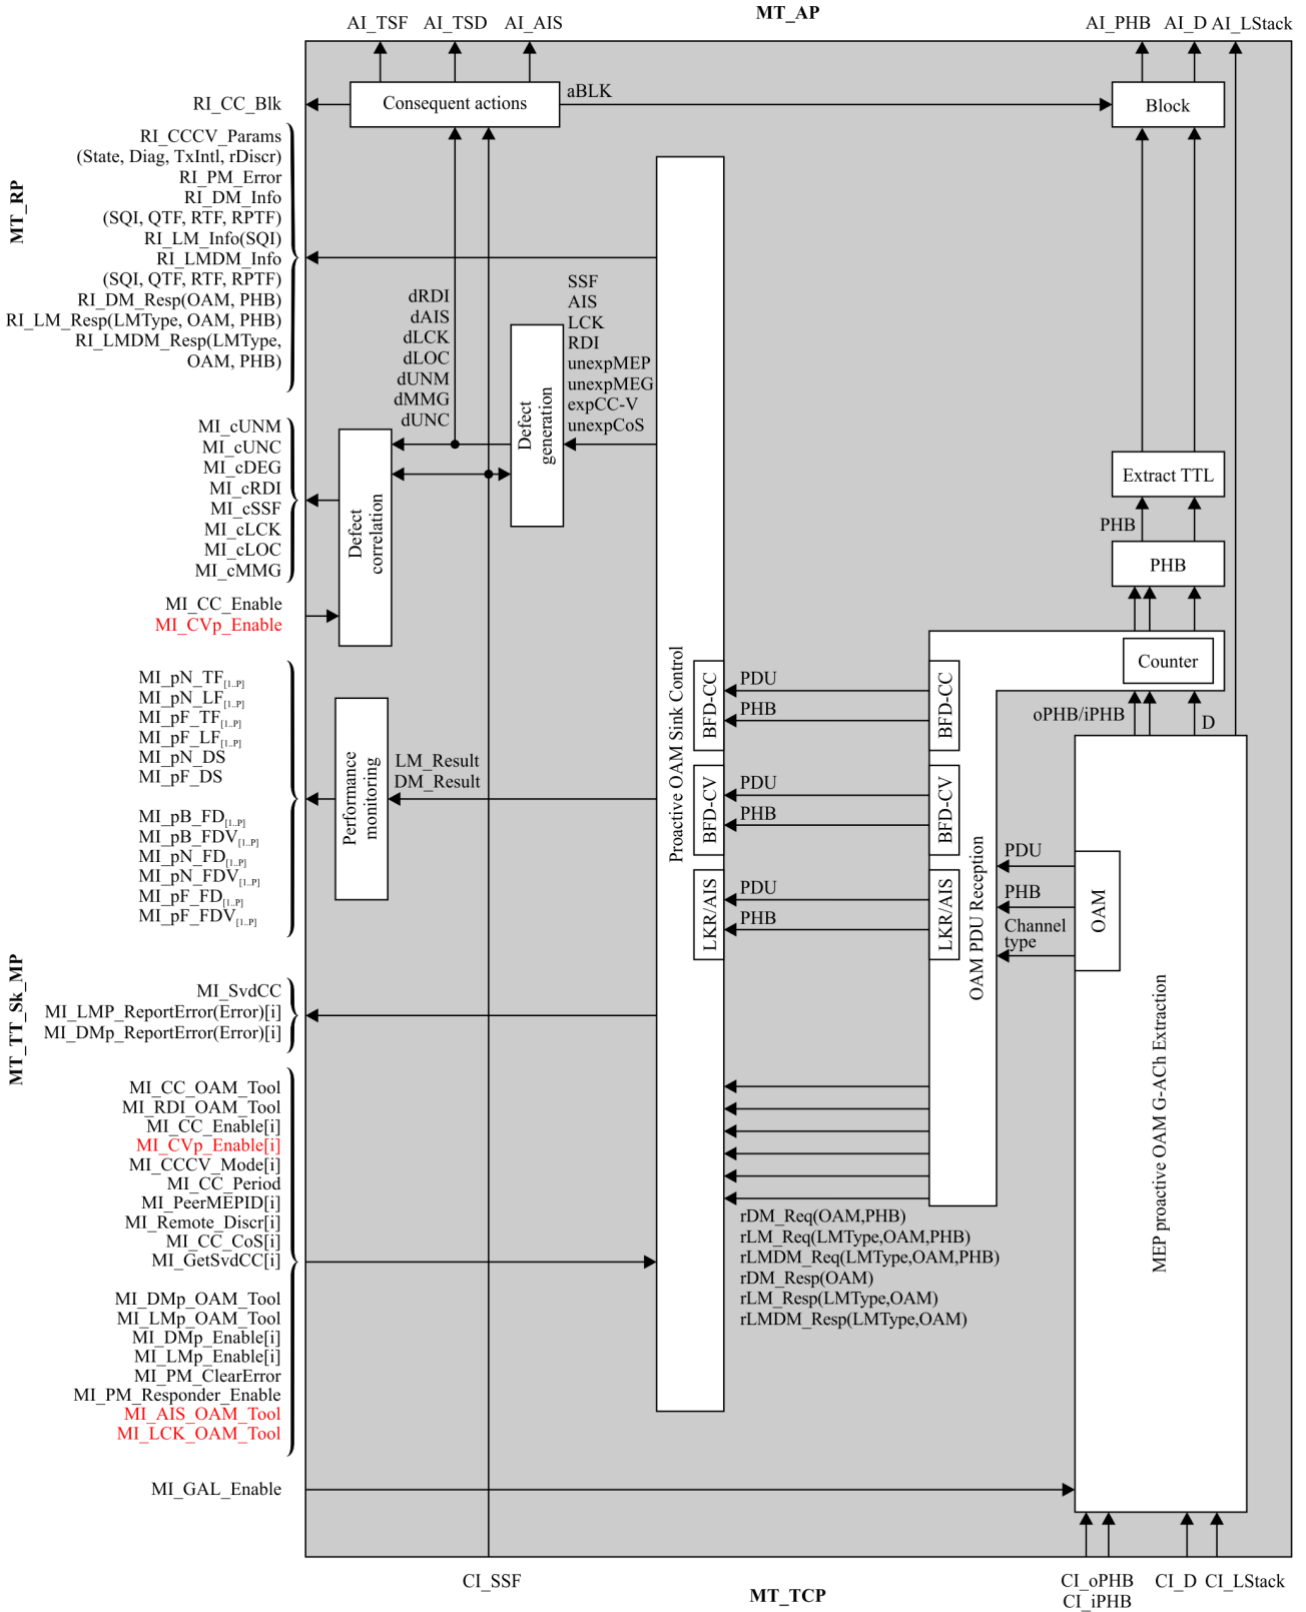 MT_AP
AI_TSF
AI_TSD
AI_AIS
AI_PHB
AI_D
AI_LStack
Consequent actions
aBLK
Block
RI_CC_Blk
MT_RP
RI_CCCV_Params
(State, Diag, TxIntl, rDiscr)
RI_PM_Error
RI_DM_Info
(SQI, QTF, RTF, RPTF)
RI_LM_Info(SQI)
RI_LMDM_Info
(SQI, QTF, RTF, RPTF)
RI_DM_Resp(OAM, PHB)
RI_LM_Resp(LMType, OAM, PHB)
RI_LMDM_Resp(LMType,
OAM, PHB)
dRDI
dAIS
dLCK
dLOC
dUNM
dMMG
dUNC
Defect
generation
SSF
AIS
LCK
RDI
unexpMEP
unexpMEG
expCC-V
unexpCoS
MI_cUNM
MI_cUNC
MI_cDEG
MI_cRDI
MI_cSSF
MI_cLCK
MI_cLOC
MI_cMMG
Defect
correlation
MI_CC_Enable
MI_CVp_Enable
Extract TTL
PHB
PHB
Counter
oPHB/iPHB
D
MI_pN_TF[1..P]
MI_pN_LF[1..P]
MI_pF_TF[1..P]
MI_pF_LF[1..P]
MI_pN_DS
MI_pF_DS
MI_pB_FD[1..P]
MI_pB_FDV[1..P]
MI_pN_FD[1..P]
MI_pN_FDV[1..P]
MI_pF_FD[1..P]
MI_pF_FDV[1..P]
Performance
monitoring
LM_Result
DM_Result
Proactive OAM Sink Control
BFD-CC
PDU
PHB
BFD-CC
BFD-CV
PDU
PHB
BFD-CV
LKR/AIS
PDU
PHB
LKR/AIS
OAM PDU Reception
PDU
PHB
Channel
type
OAM
MEP proactive OAM G-ACh Extraction
MT_TT_Sk_MP
MI_SvdCC
MI_LMP_ReportError(Error)[i]
MI_DMp_ReportError(Error)[i]
MI_CC_OAM_Tool
MI_RDI_OAM_Tool
MI_CC_Enable[i]
MI_CVp_Enable[i]
MI_CCCV_Mode[i]
MI_CC_Period
MI_PeerMEPID[i]
MI_Remote_Discr[i]
MI_CC_CoS[i]
MI_GetSvdCC[i]
MI_DMp_OAM_Tool
MI_LMp_OAM_Tool
MI_DMp_Enable[i]
MI_LMp_Enable[i]
MI_PM_ClearError
MI_PM_Responder_Enable
MI_AIS_OAM_Tool
MI_LCK_OAM_Tool
rDM_Req(OAM,PHB)
rLM_Req(LMType,OAM,PHB)
rLMDM_Req(LMType,OAM,PHB)
rDM_Resp(OAM)
rLM_Resp(LMType,OAM)
rLMDM_Resp(LMType,OAM)
MI_GAL_Enable
CI_SSF
MT_TCP
CI_oPHB
CI_iPHB
CI_D
CI_LStack